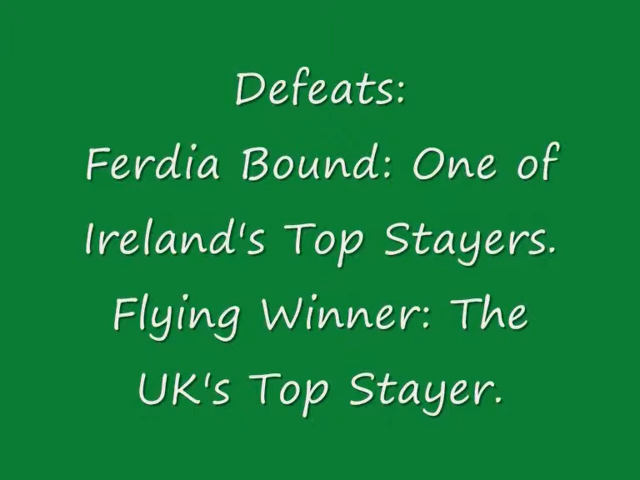 Defeats:
Ferdia Bound: One of
Ireland's Top Stayers.
Flying Winner: The
UK's Top Stayer.